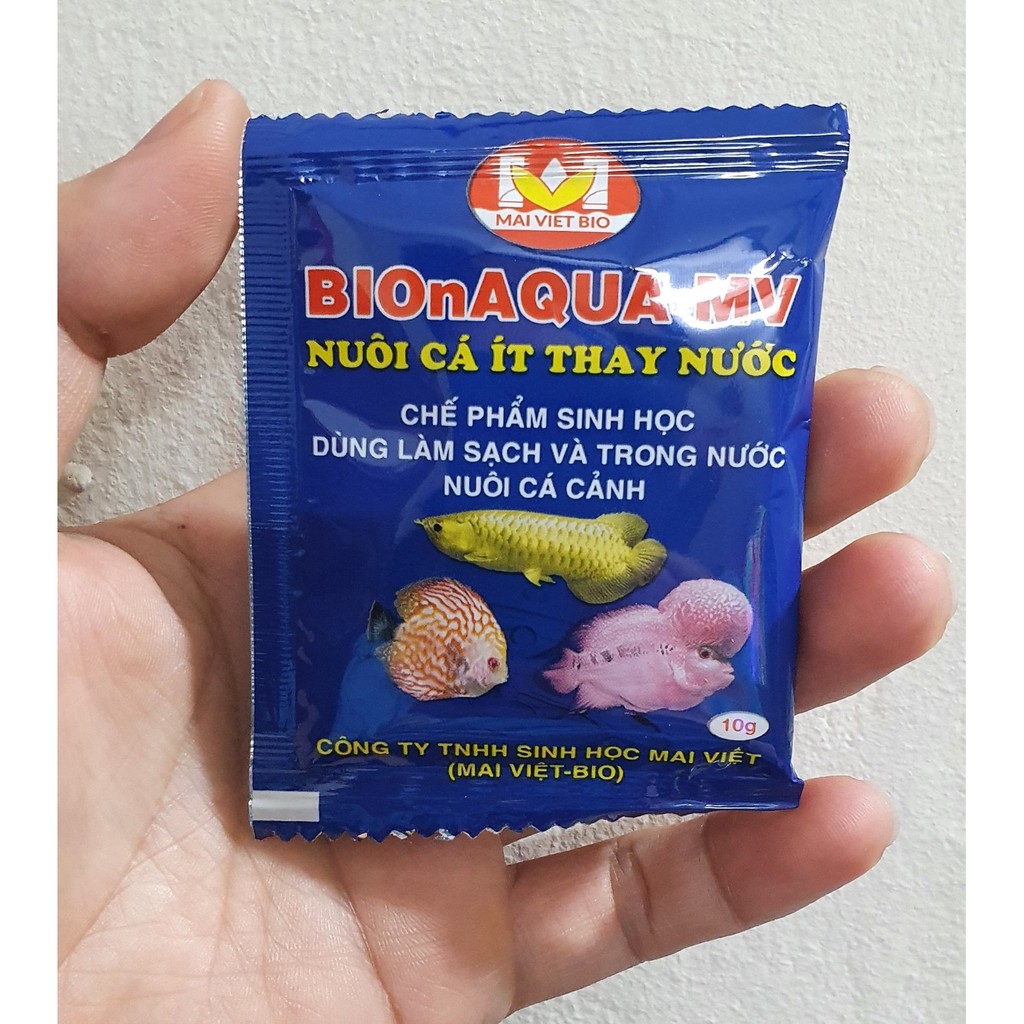 MAI VIET BIO
BIOnAQUA MV
NUÔI CÁ ÍT THAY NƯỚC
CHẾ PHẨM SINH HỌC
DÙNG LÀM SẠCH VÀ TRONG NƯỚC
NUÔI CÁ CẢNH
10g
CÔNG TY TNHH SINH HỌC MAI VIỆT
(MAI VIỆT-BIO)